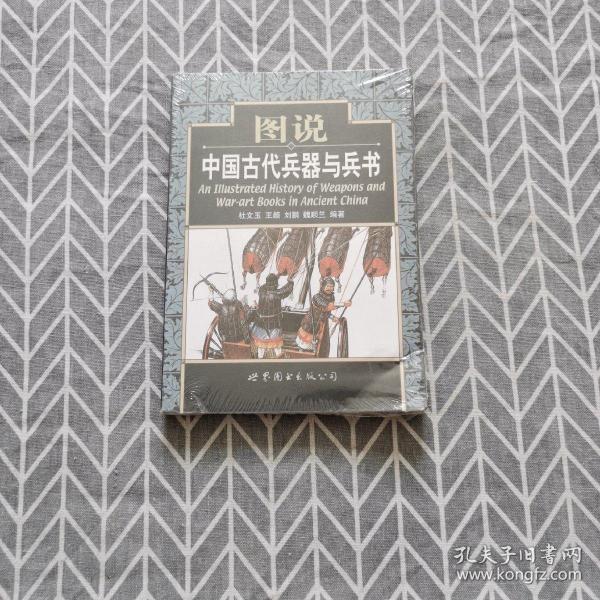 图说
中国古代兵器与兵书
An Illustrated History of Weapons and
War-art Books in Ancient China
杜文玉 王颜 刘鹏 魏颐兰 编著
世界图书出版公司
孔夫子旧书网
www.kongfz.com